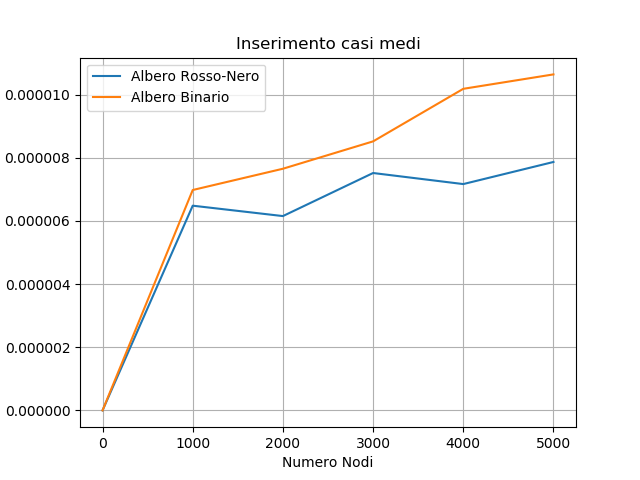 Inserimento casi medi
Albero Rosso-Nero
Albero Binario
0.000010
0.000008
0.000006
0.000004
0.000002
0.000000
0 1000 2000 3000 4000 5000
Numero Nodi